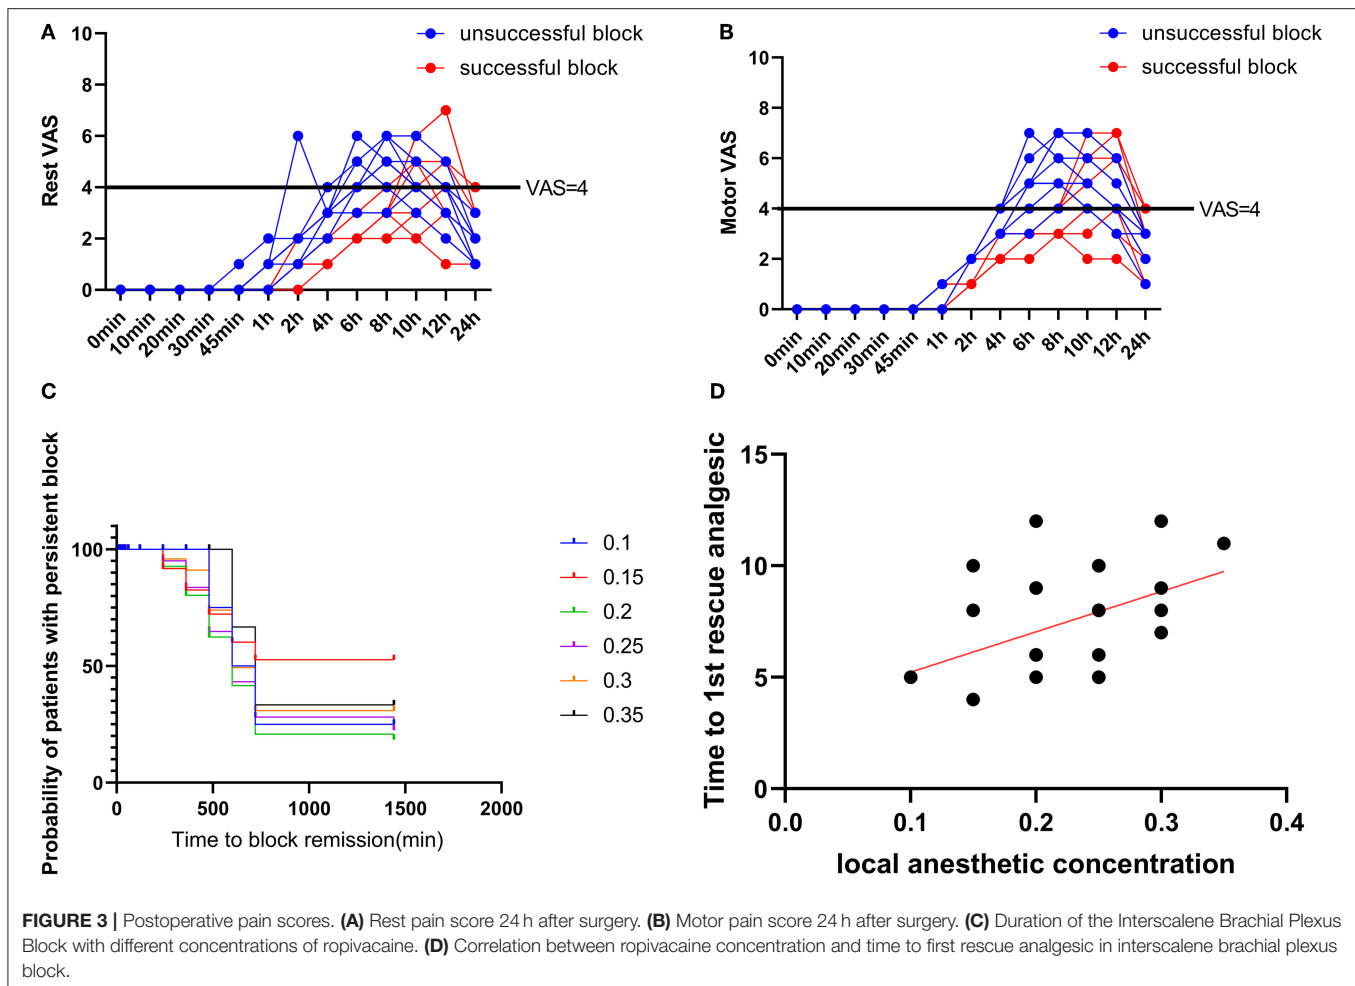 A
unsuccessful block
successful block
10
8
6
4
2
0
Rest VAS
VAS=4
0min
10min
20min
30min
45min
1h
2h
4h
6h
8h
10h
12h
24h
B
unsuccessful block
successful block
10
8
6
4
2
0
Motor VAS
VAS=4
0min
10min
20min
30min
45min
1h
2h
4h
6h
8h
10h
12h
24h
C
Probability of patients with persistent block
100
50
0
0
500
1000
1500
2000
Time to block remission(min)
0.1
0.15
0.2
0.25
0.3
0.35
D
Time to 1st rescue analgesic
15
10
5
0
0.0
0.1
0.2
0.3
0.4
local anesthetic concentration
FIGURE 3 | Postoperative pain scores. (A) Rest pain score 24 h after surgery. (B) Motor pain score 24 h after surgery. (C) Duration of the Interscalene Brachial Plexus
Block with different concentrations of ropivacaine. (D) Correlation between ropivacaine concentration and time to first rescue analgesic in interscalene brachial plexus
block.